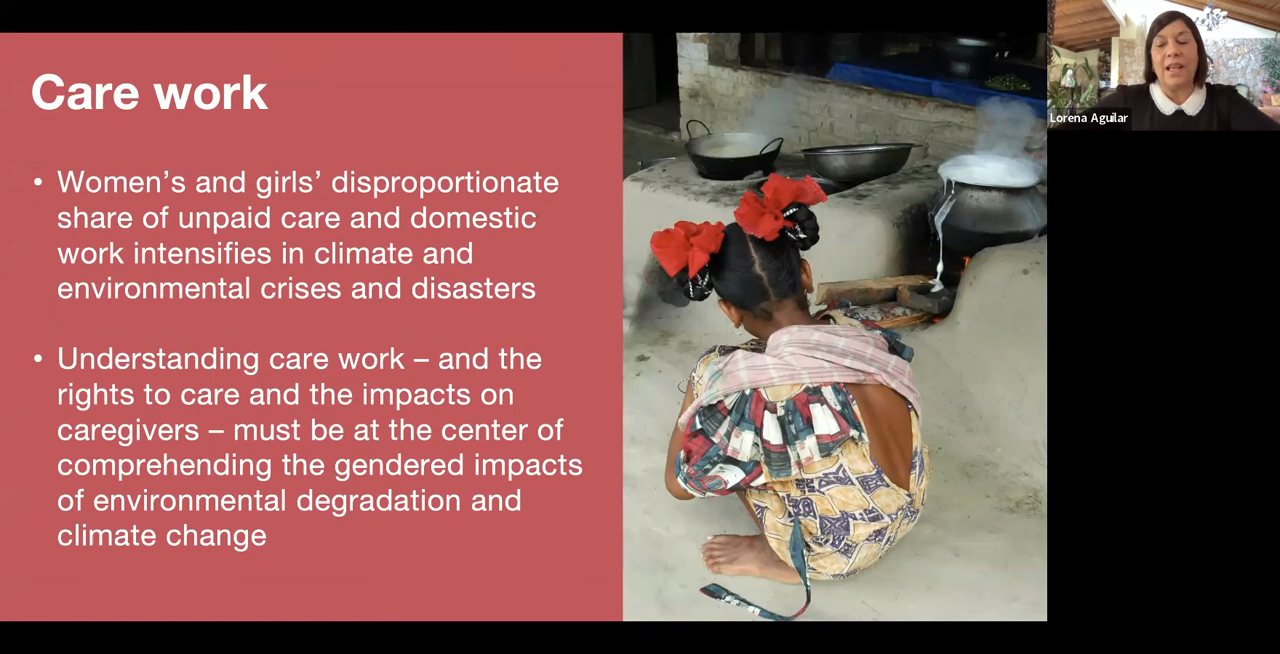 Care work
• Women’s and girls’ disproportionate
share of unpaid care and domestic
work intensifies in climate and
environmental crises and disasters
• Understanding care work – and the
rights to care and the impacts on
caregivers – must be at the center of
comprehending the gendered impacts
of environmental degradation and
climate change
Lorena Aguilar